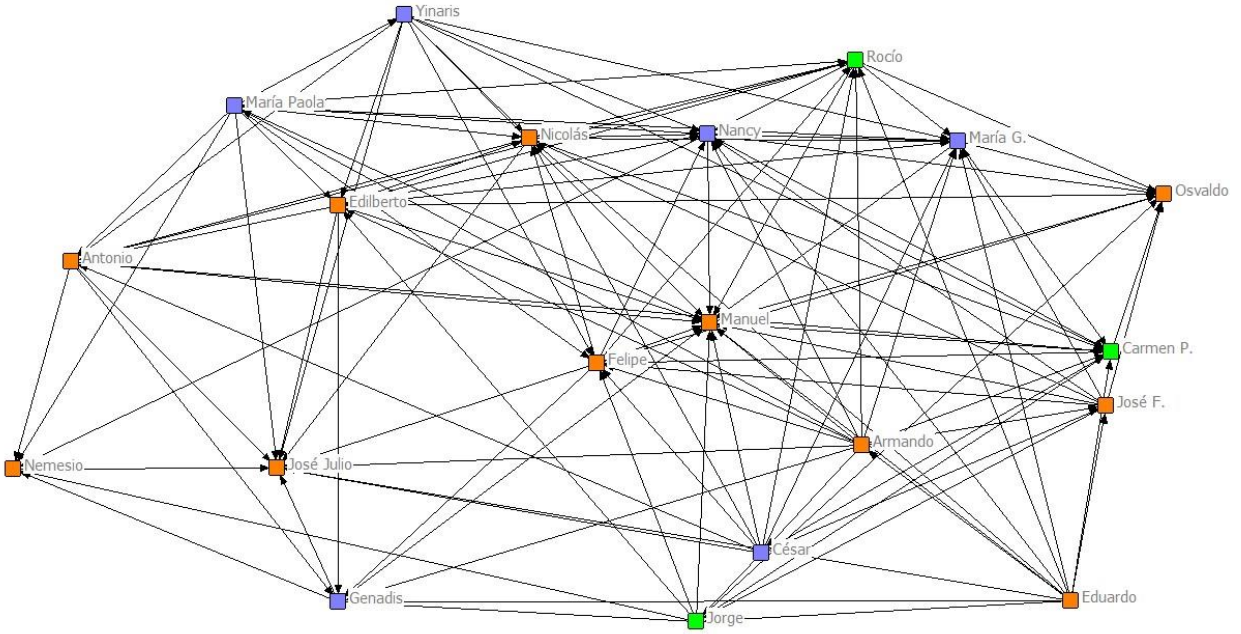 Yinaris
Rocío
María Paola
Nicolás
Nancy
María G.
Osvaldo
Edilberto
Antonio
Manuel
Carmen P.
Felipe
José F.
Armando
Nemesio
José Julio
César
Genadis
Eduardo
Jorge